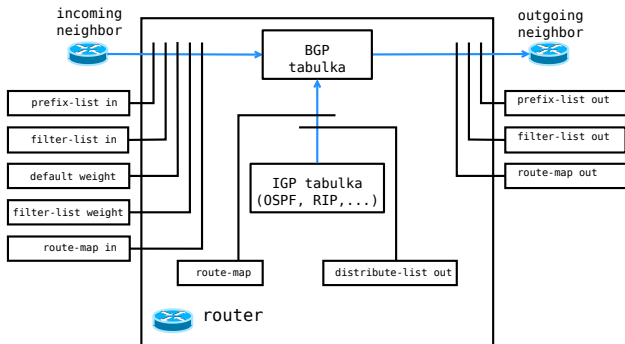 incoming
neighbor
outgoing
neighbor
BGP
tabulka
prefix-list in
filter-list in
default weight
filter-list weight
route-map in
prefix-list out
filter-list out
route-map out
IGP tabulka
(OSPF, RIP,...)
route-map
distribute-list out
router